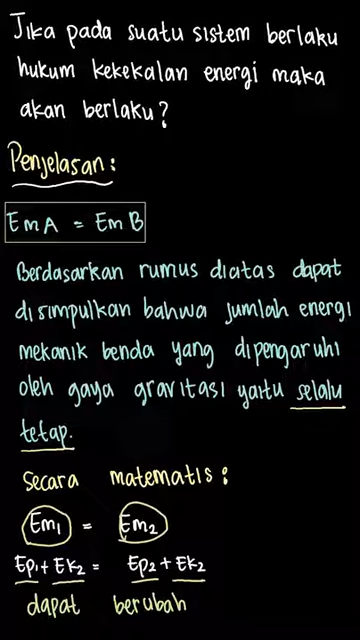 Jika pada suatu sistem berlaku
hukum kekekalan energi maka
akan berlaku?
Penjelasan:
EmA = EmB
Berdasarkan rumus diatas dapat
disimpulkan bahwa jumlah energi
mekanik benda yang dipengaruhi
oleh gaya gravitasi yaitu selalu
tetap.
Secara matematis:
Em₁ = Em₂
Ep₁ + Ek₂ = Ep₂ + Ek₂
dapat berubah